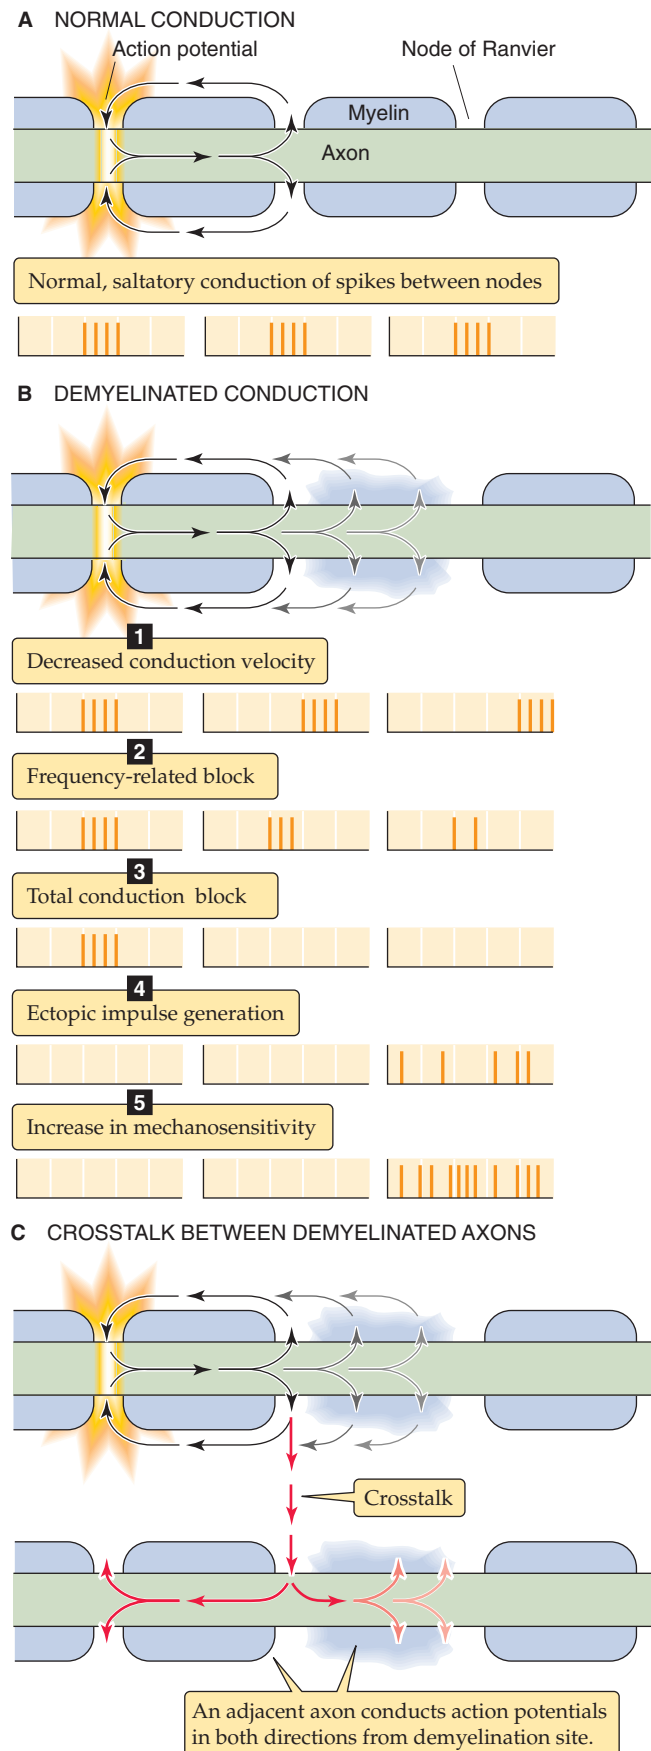 A NORMAL CONDUCTION
Action potential
Node of Ranvier
Myelin
Axon
Normal, saltatory conduction of spikes between nodes
B DEMYELINATED CONDUCTION
1
Decreased conduction velocity
2
Frequency-related block
3
Total conduction block
4
Ectopic impulse generation
5
Increase in mechanosensitivity
C CROSSTALK BETWEEN DEMYELINATED AXONS
Crosstalk
An adjacent axon conducts action potentials
in both directions from demyelination site.